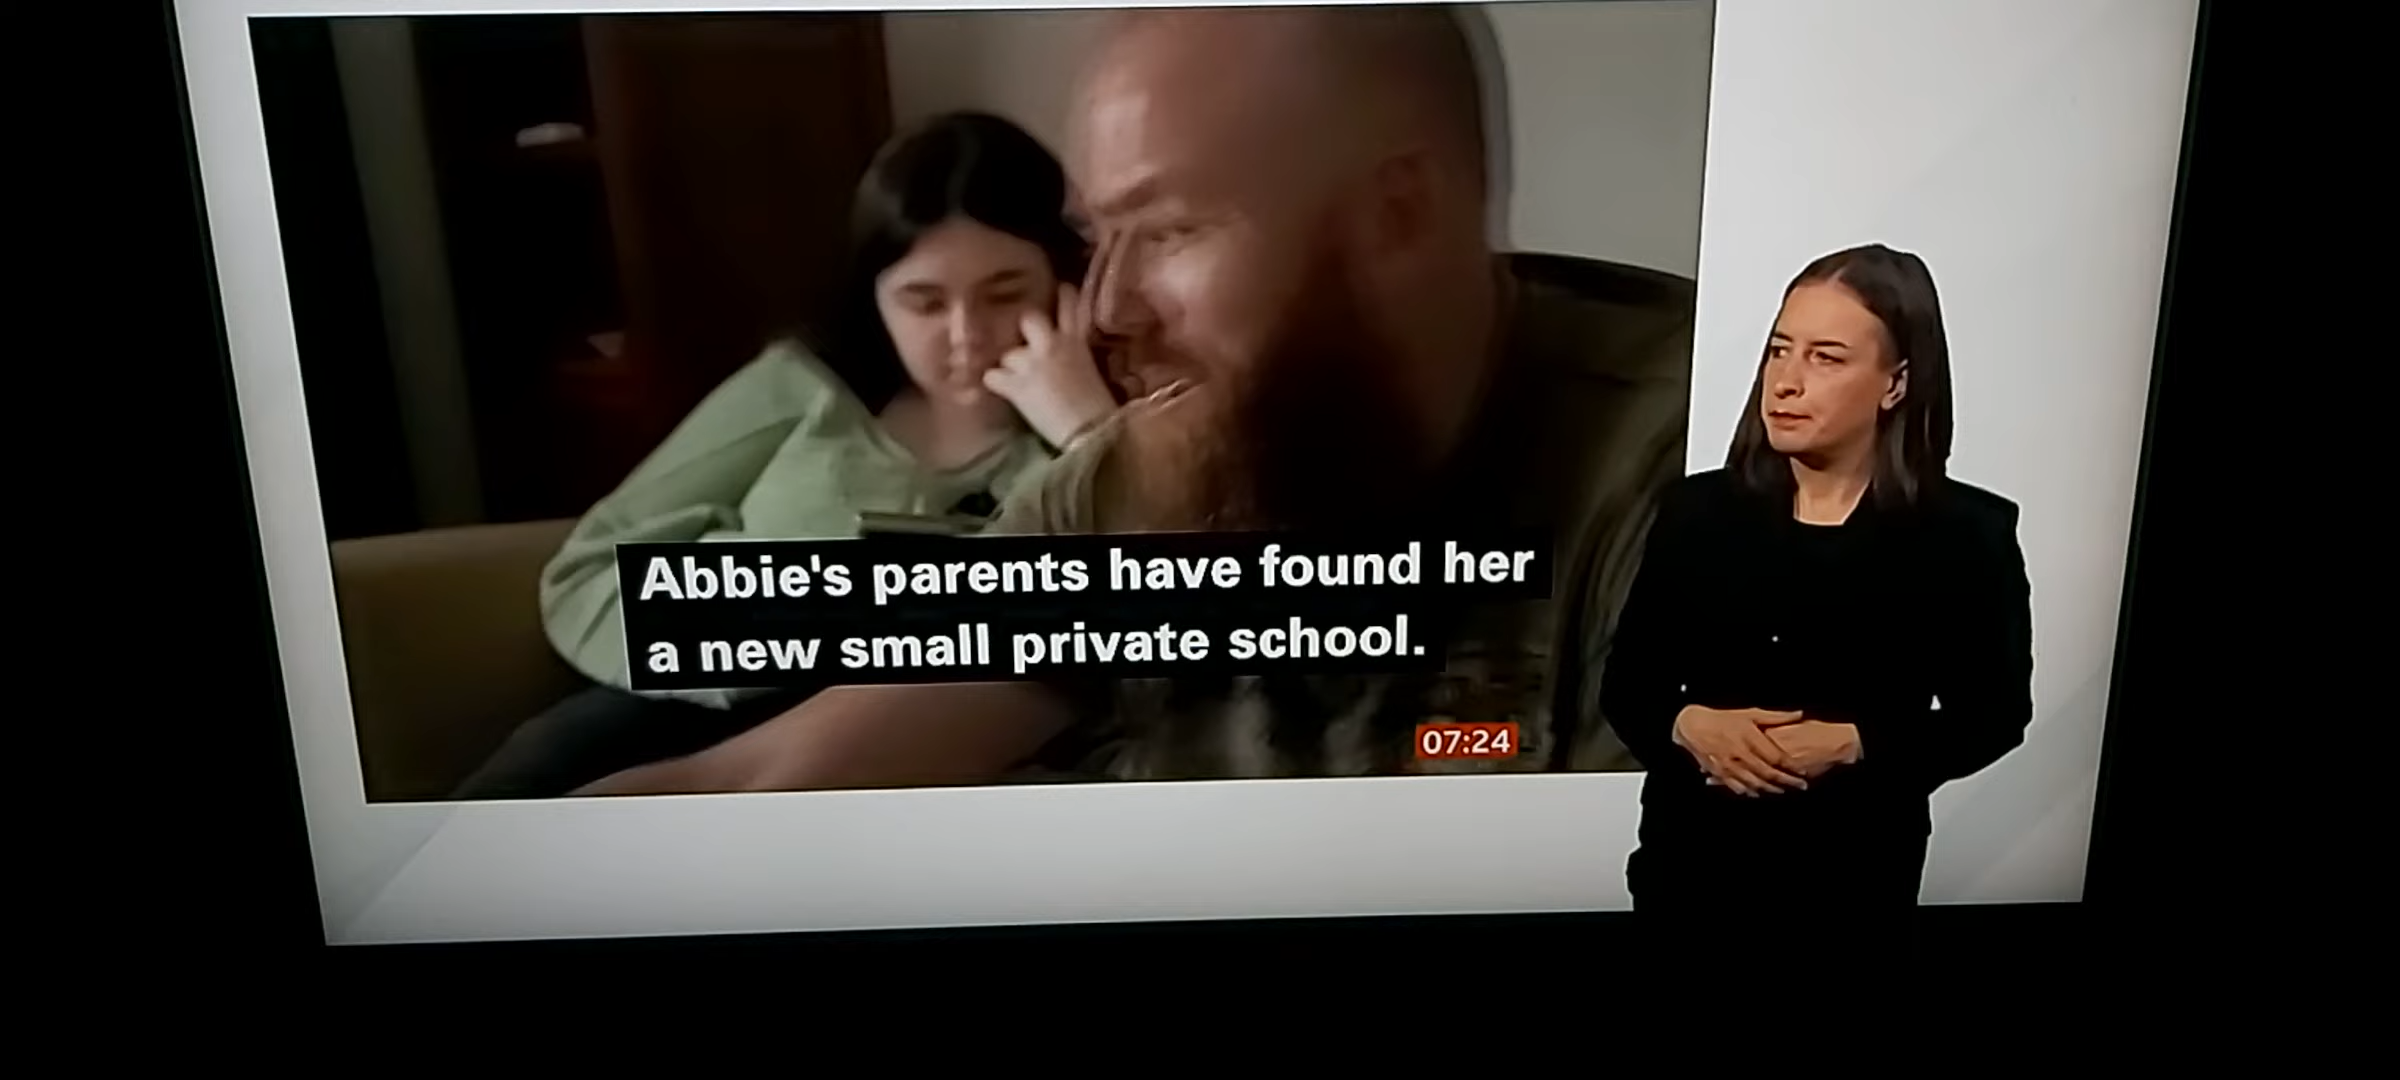 Abbie's parents have found her
a new small private school.
07:24